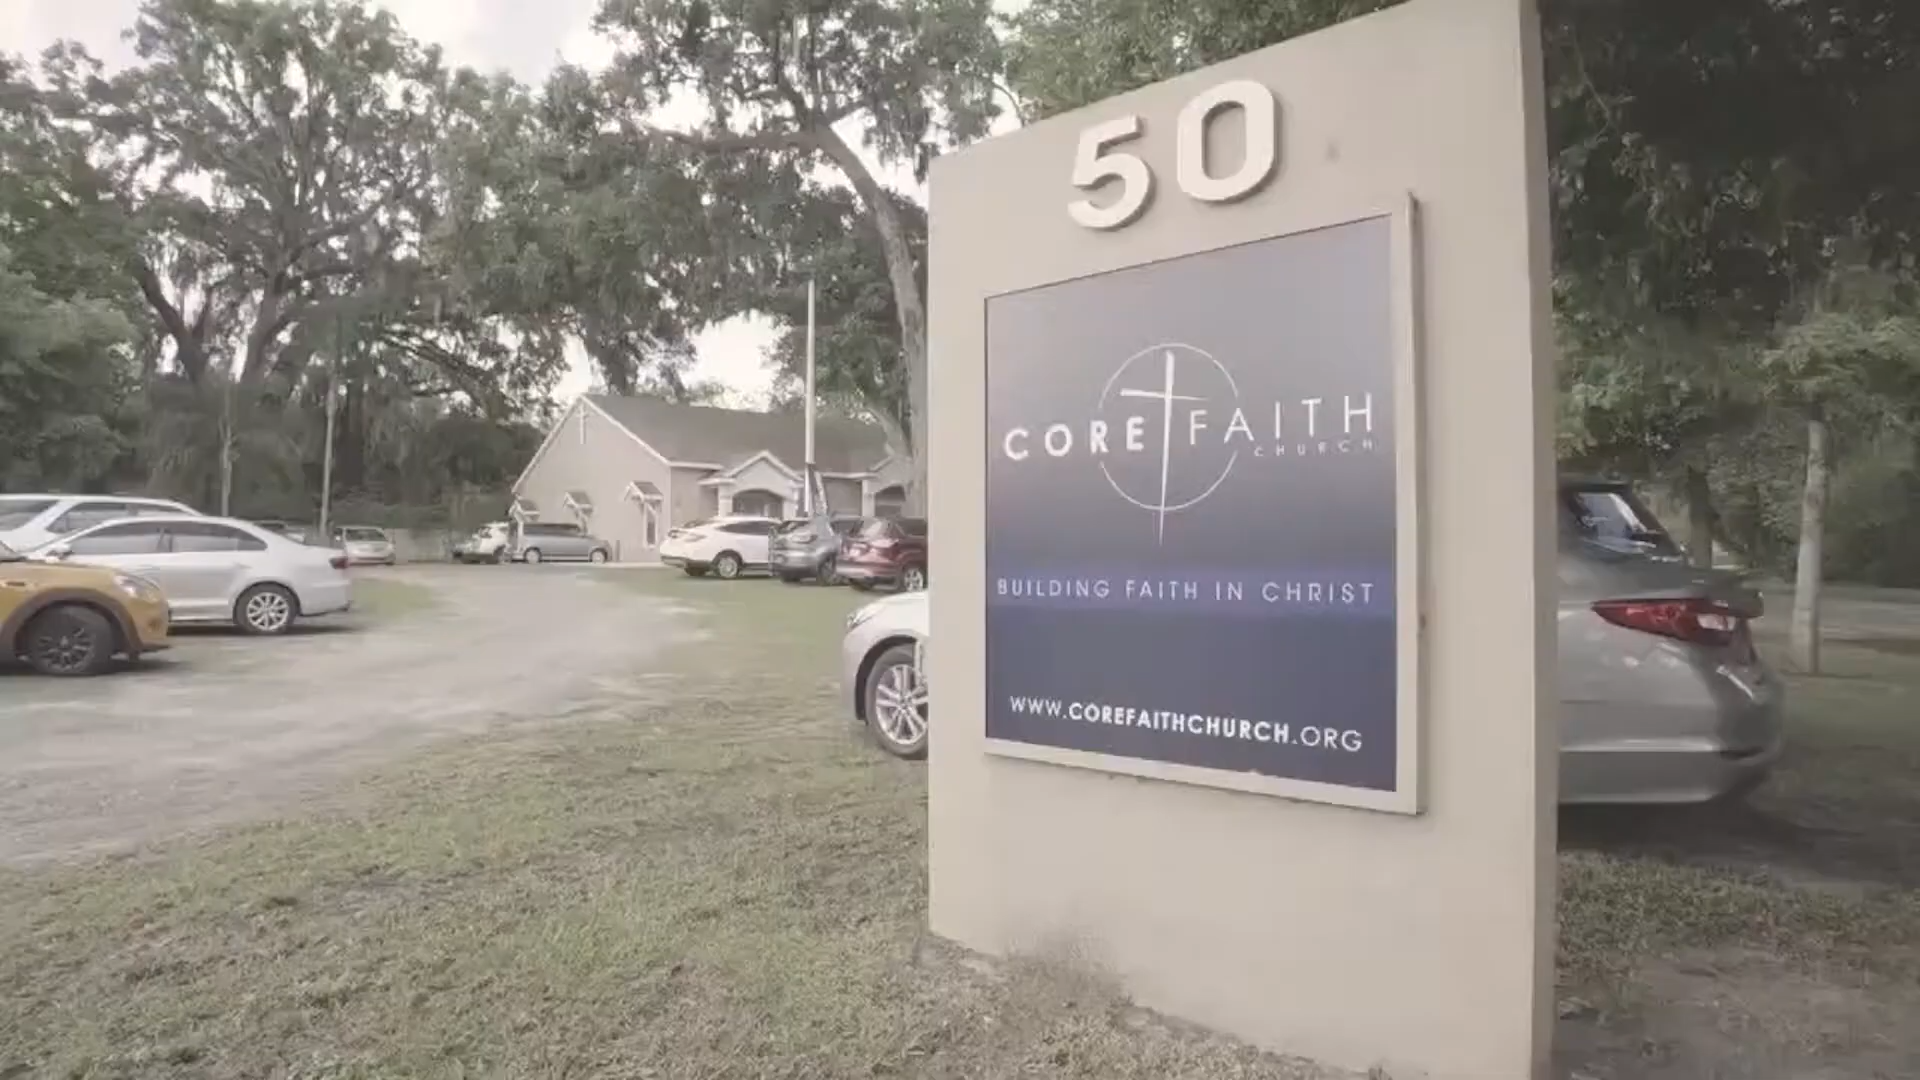 50
CORE FAITH
CHURCH
BUILDING FAITH IN CHRIST
WWW.COREFAITHCHURCH.ORG